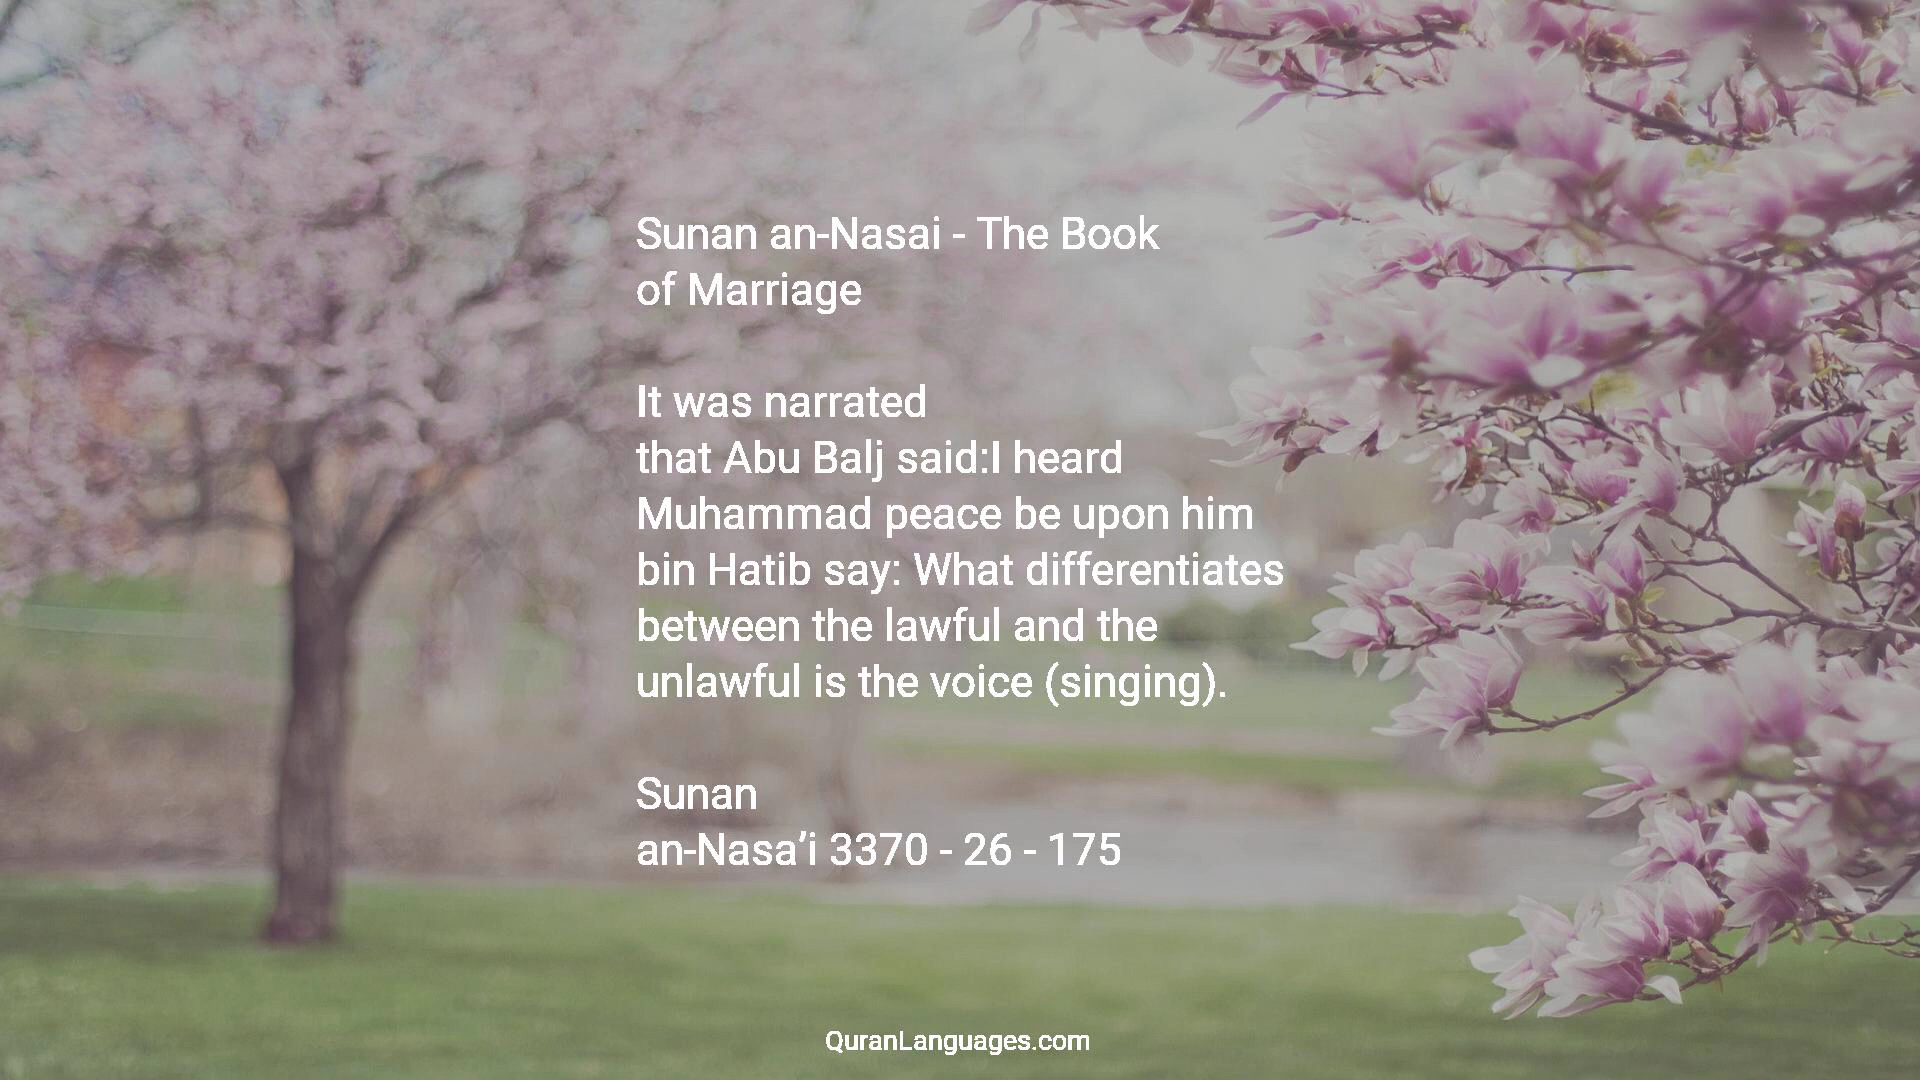 Sunan an-Nasai - The Book
of Marriage
It was narrated
that Abu Balj said:I heard
Muhammad peace be upon him
bin Hatib say: What differentiates
between the lawful and the
unlawful is the voice (singing).
Sunan
an-Nasa’i 3370 - 26 - 175
QuranLanguages.com